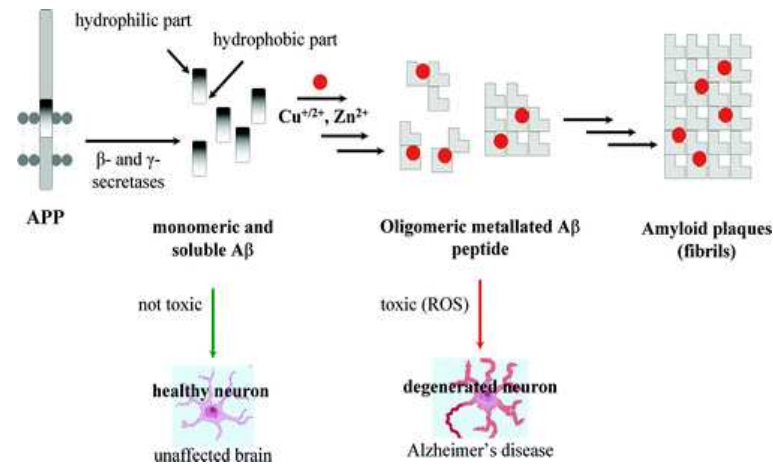 hydrophilic part
hydrophobic part
Cu⁺/²⁺, Zn²⁺
β- and γ-
secretases
APP
monomeric and
soluble Aβ
Oligomeric metallated Aβ
peptide
Amyloid plaques
(fibrils)
not toxic
toxic (ROS)
healthy neuron
degenerated neuron
unaffected brain
Alzheimer's disease